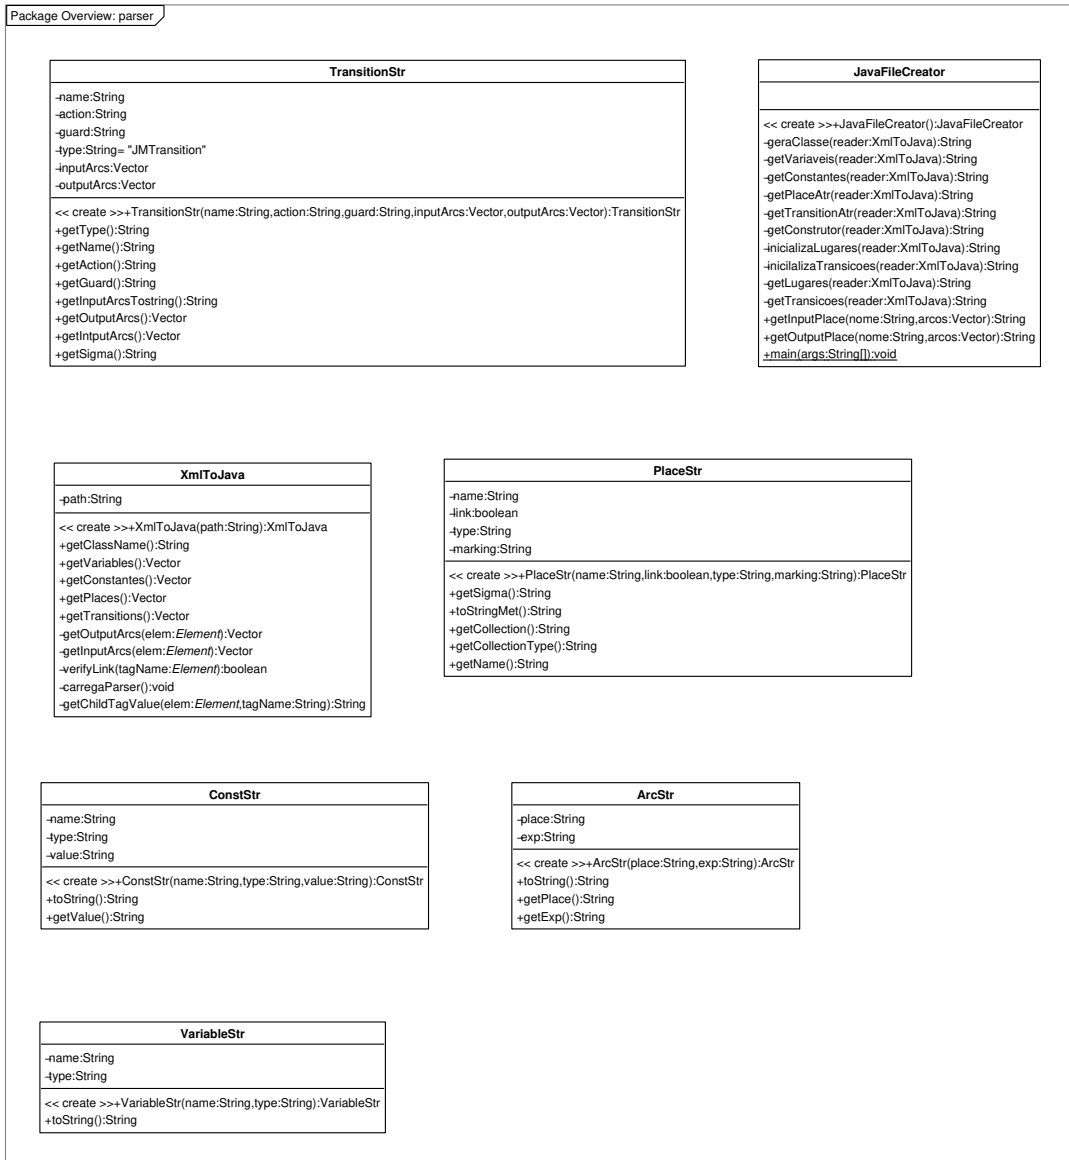 Package Overview: parser
TransitionStr
-name:String
-action:String
-guard:String
-type:String= "JMTransition"
-inputArcs:Vector
-outputArcs:Vector
<< create >>+TransitionStr(name:String,action:String,guard:String,inputArcs:Vector,outputArcs:Vector):TransitionStr
+getType():String
+getName():String
+getAction():String
+getGuard():String
+getInputArcsTostring():String
+getOutputArcs():Vector
+getIntputArcs():Vector
+getSigma():String
JavaFileCreator
<< create >>+JavaFileCreator():JavaFileCreator
-geraClasse(reader:XmlToJava):String
-getVariaveis(reader:XmlToJava):String
-getConstantes(reader:XmlToJava):String
-getPlaceAtr(reader:XmlToJava):String
-getTransitionAtr(reader:XmlToJava):String
-getConstrutor(reader:XmlToJava):String
-inicializaLugares(reader:XmlToJava):String
-inicilalizaTransicoes(reader:XmlToJava):String
-getLugares(reader:XmlToJava):String
-getTransicoes(reader:XmlToJava):String
+getInputPlace(nome:String,arcos:Vector):String
+getOutputPlace(nome:String,arcos:Vector):String
+main(args:String[]):void
XmlToJava
-path:String
<< create >>+XmlToJava(path:String):XmlToJava
+getClassName():String
+getVariables():Vector
+getConstantes():Vector
+getPlaces():Vector
+getTransitions():Vector
-getOutputArcs(elem:Element):Vector
-getInputArcs(elem:Element):Vector
-verifyLink(tagName:Element):boolean
-carregaParser():void
-getChildTagValue(elem:Element,tagName:String):String
PlaceStr
-name:String
-link:boolean
-type:String
-marking:String
<< create >>+PlaceStr(name:String,link:boolean,type:String,marking:String):PlaceStr
+getSigma():String
+toStringMet():String
+getCollection():String
+getCollectionType():String
+getName():String
ConstStr
-name:String
-type:String
-value:String
<< create >>+ConstStr(name:String,type:String,value:String):ConstStr
+toString():String
+getValue():String
ArcStr
-place:String
-exp:String
<< create >>+ArcStr(place:String,exp:String):ArcStr
+toString():String
+getPlace():String
+getExp():String
VariableStr
-name:String
-type:String
<< create >>+VariableStr(name:String,type:String):VariableStr
+toString():String